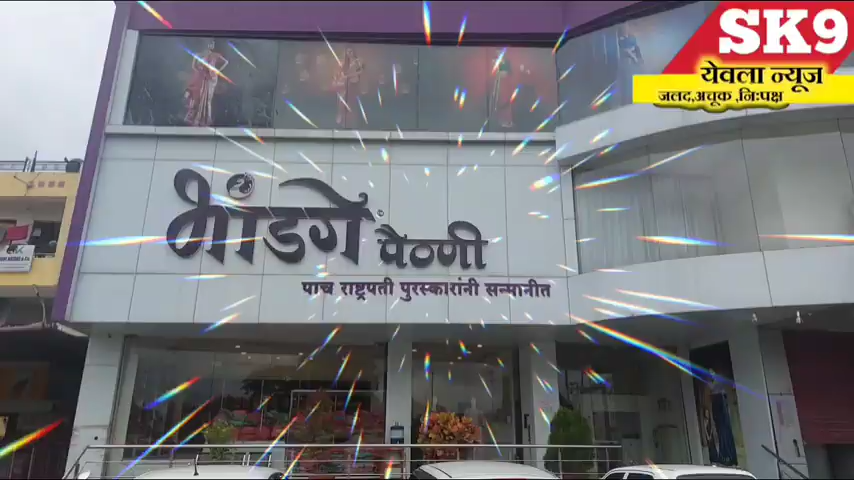 SK9
येवला न्यूज
जलद,अचूक,निःपक्ष
भांडगे
पैठणी
पाच राष्ट्रपती पुरस्कारांनी सन्मानीत